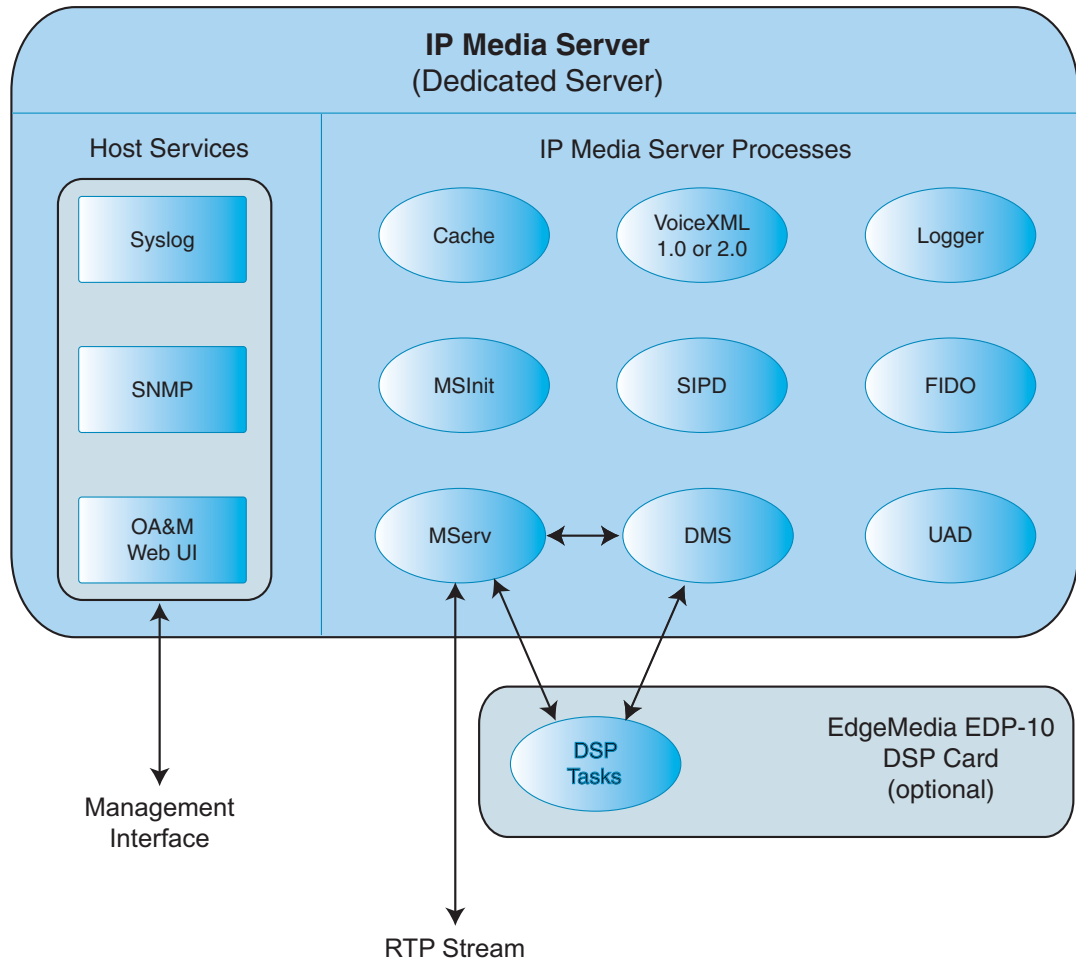 IP Media Server
(Dedicated Server)
Host Services
Syslog
SNMP
OA&M
Web UI
IP Media Server Processes
Cache
VoiceXML
1.0 or 2.0
Logger
MSInit
SIPD
FIDO
MServ
DMS
UAD
DSP
Tasks
EdgeMedia EDP-10
DSP Card
(optional)
Management
Interface
RTP Stream